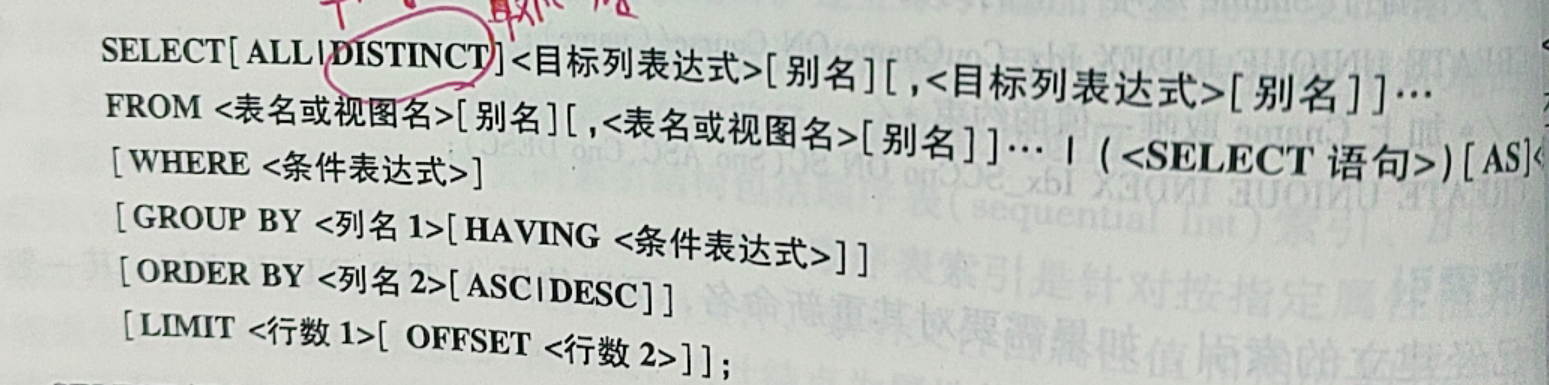 SELECT[ALL|DISTINCT]<目标列表达式>[别名][,<目标列表达式>[别名]]…
FROM <表名或视图名>[别名][,<表名或视图名>[别名]]… | (<SELECT 语句>)[AS]<
[WHERE <条件表达式>]
[GROUP BY <列名 1>[HAVING <条件表达式>]]
[ORDER BY <列名 2>[ASC|DESC]]
[LIMIT <行数 1>[ OFFSET <行数 2>]];